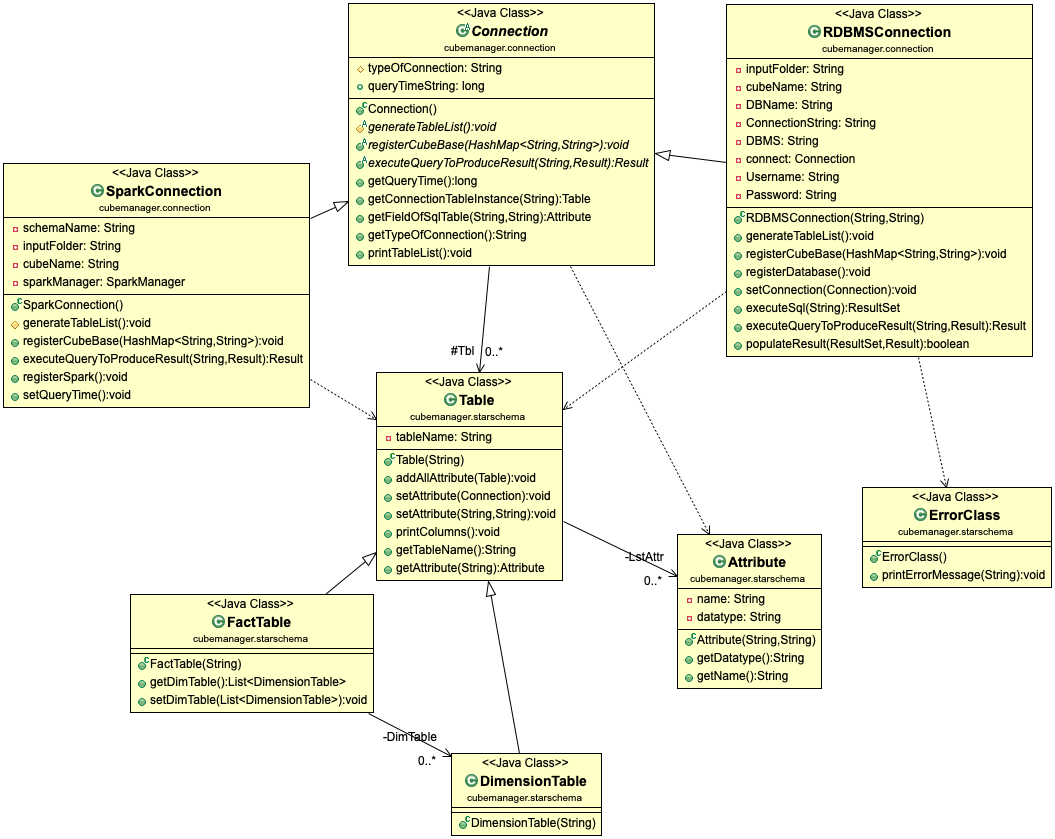 <<Java Class>>
Connection
cubemanager.connection
typeOfConnection: String
queryTimeString: long
Connection()
generateTableList():void
registerCubeBase(HashMap<String,String>):void
executeQueryToProduceResult(String,Result):Result
getQueryTime():long
getConnectionTableInstance(String):Table
getFieldOfSqlTable(String,String):Attribute
getTypeOfConnection():String
printTableList():void
<<Java Class>>
RDBMSConnection
cubemanager.connection
inputFolder: String
cubeName: String
DBName: String
ConnectionString: String
DBMS: String
connect: Connection
Username: String
Password: String
RDBMSConnection(String,String)
generateTableList():void
registerCubeBase(HashMap<String,String>):void
registerDatabase():void
setConnection(Connection):void
executeSql(String):ResultSet
executeQueryToProduceResult(String,Result):Result
populateResult(ResultSet,Result):boolean
<<Java Class>>
SparkConnection
cubemanager.connection
schemaName: String
inputFolder: String
cubeName: String
sparkManager: SparkManager
SparkConnection()
generateTableList():void
registerCubeBase(HashMap<String,String>):void
executeQueryToProduceResult(String,Result):Result
registerSpark():void
setQueryTime():void
#Tbl 0..*
<<Java Class>>
Table
cubemanager.starschema
tableName: String
Table(String)
addAllAttribute(Table):void
setAttribute(Connection):void
setAttribute(String,String):void
printColumns():void
getTableName():String
getAttribute(String):Attribute
-LstAttr
0..*
<<Java Class>>
ErrorClass
cubemanager.starschema
ErrorClass()
printErrorMessage(String):void
<<Java Class>>
Attribute
cubemanager.starschema
name: String
datatype: String
Attribute(String,String)
getDatatype():String
getName():String
<<Java Class>>
FactTable
cubemanager.starschema
FactTable(String)
getDimTable():List<DimensionTable>
setDimTable(List<DimensionTable>):void
-DimTable
0..*
<<Java Class>>
DimensionTable
cubemanager.starschema
DimensionTable(String)